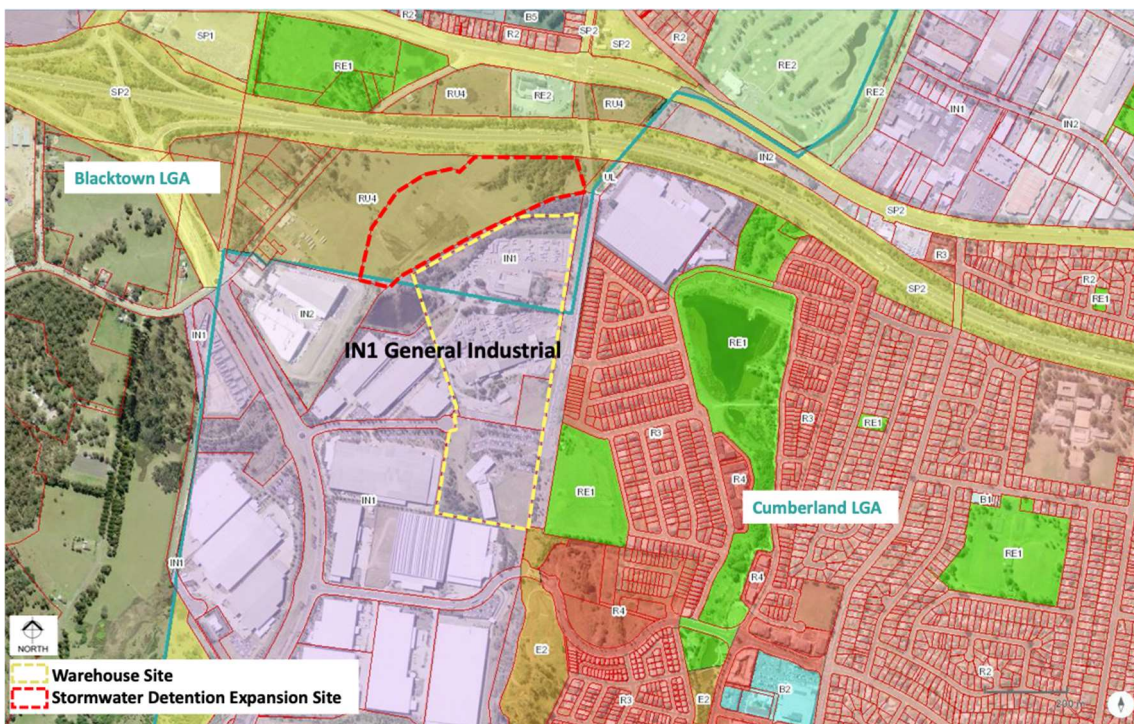 R2
B5
SP2
SP1
R2
SP2
R2
RE1
RE2
SP2
RU4
RE2
RU4
RE2
IN1
IN2
IN2
Blacktown LGA
RU4
UL
SP2
IN1
R3
R2
RE1
SP2
IN2
IN1
IN1 General Industrial
RE1
R3
RE1
R3
R4
RE1
IN1
Cumberland LGA
B1
RE1
IN1
R4
R4
NORTH
E2
R2
Warehouse Site
Stormwater Detention Expansion Site
R3
E2
B2